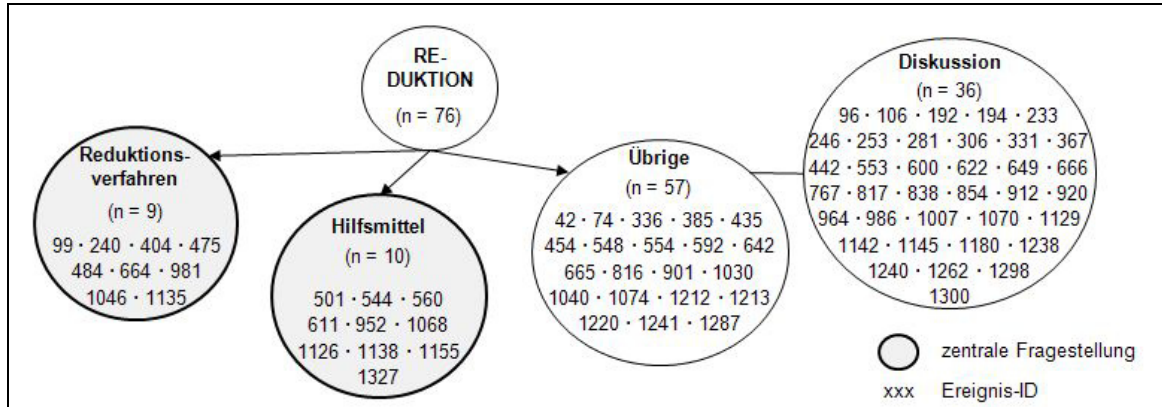 RE-
DUKTION
(n = 76)
Reduktions-
verfahren
(n = 9)
99 · 240 · 404 · 475
484 · 664 · 981
1046 · 1135
Hilfsmittel
(n = 10)
501 · 544 · 560
611 · 952 · 1068
1126 · 1138 · 1155
1327
Übrige
(n = 57)
42 · 74 · 336 · 385 · 435
454 · 548 · 554 · 592 · 642
665 · 816 · 901 · 1030
1040 · 1074 · 1212 · 1213
1220 · 1241 · 1287
Diskussion
(n = 36)
96 · 106 · 192 · 194 · 233
246 · 253 · 281 · 306 · 331 · 367
442 · 553 · 600 · 622 · 649 · 666
767 · 817 · 838 · 854 · 912 · 920
964 · 986 · 1007 · 1070 · 1129
1142 · 1145 · 1180 · 1238
1240 · 1262 · 1298
1300
zentrale Fragestellung
xxx Ereignis-ID